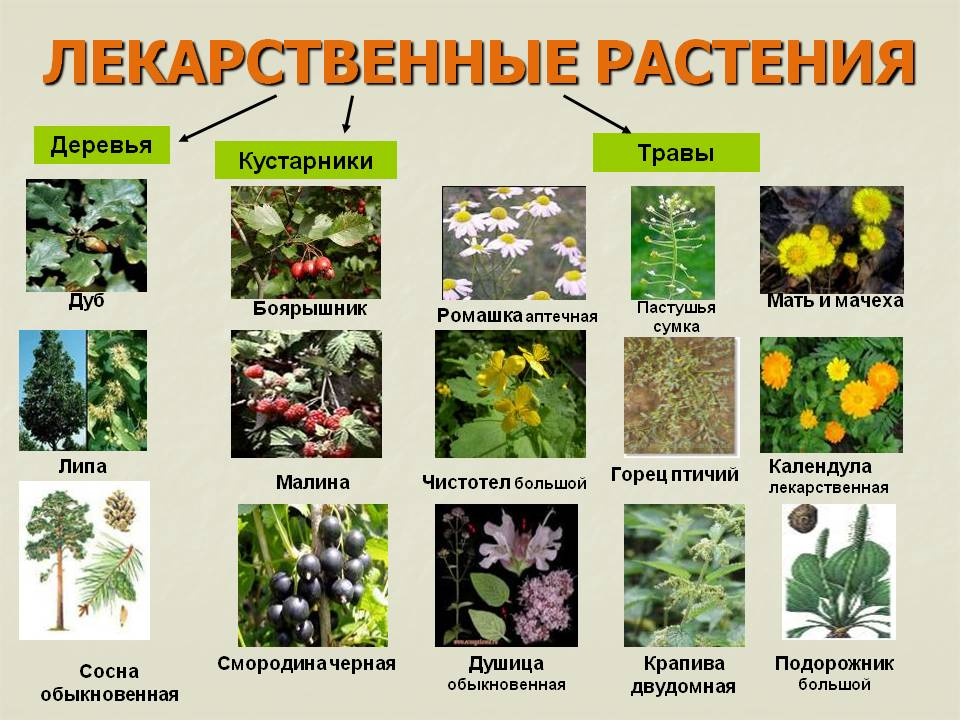 ЛЕКАРСТВЕННЫЕ РАСТЕНИЯ
Деревья
Кустарники
Травы
Дуб
Боярышник
Ромашка аптечная
Пастушья
сумка
Мать и мачеха
Липа
Малина
Чистотел большой
Горец птичий
Календула
лекарственная
Сосна
обыкновенная
Смородина черная
Душица
обыкновенная
Крапива
двудомная
Подорожник
большой